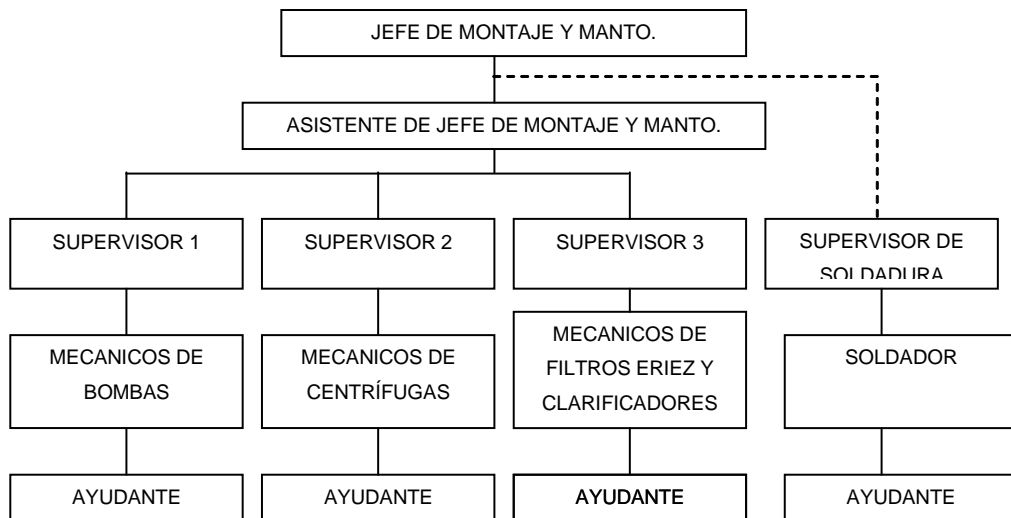 JEFE DE MONTAJE Y MANTO.
ASISTENTE DE JEFE DE MONTAJE Y MANTO.
SUPERVISOR 1
SUPERVISOR 2
SUPERVISOR 3
SUPERVISOR DE
SOLDADURA
MECANICOS DE
BOMBAS
MECANICOS DE
CENTRÍFUGAS
MECANICOS DE
FILTROS ERIEZ Y
CLARIFICADORES
SOLDADOR
AYUDANTE
AYUDANTE
AYUDANTE
AYUDANTE